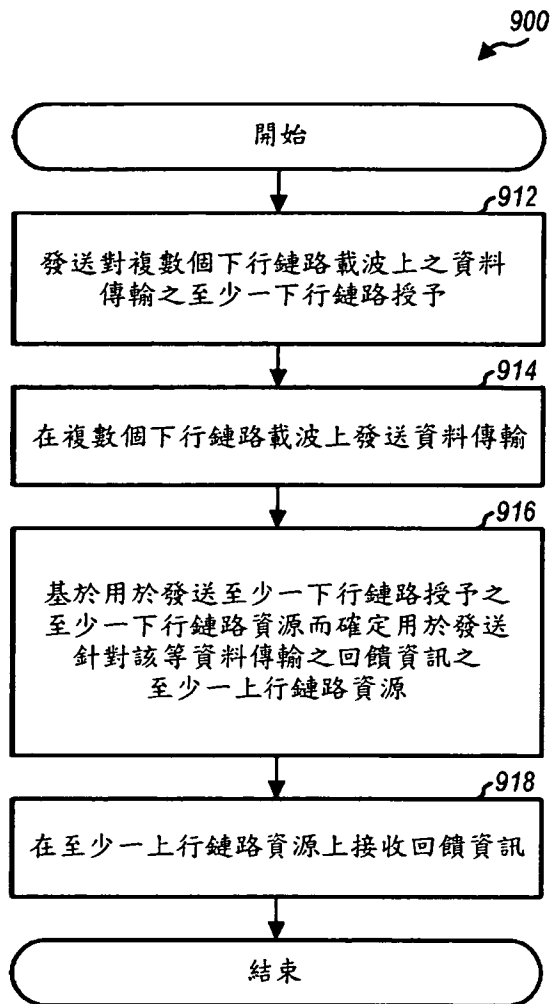 900
開始
912
發送對複數個下行鏈路載波上之資料
傳輸之至少一下行鏈路授予
914
在複數個下行鏈路載波上發送資料傳輸
916
基於用於發送至少一下行鏈路授予之
至少一下行鏈路資源而確定用於發送
針對該等資料傳輸之回饋資訊之
至少一上行鏈路資源
918
在至少一上行鏈路資源上接收回饋資訊
結束